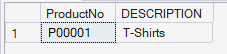 ProductNo DESCRIPTION
1 P00001 T-Shirts